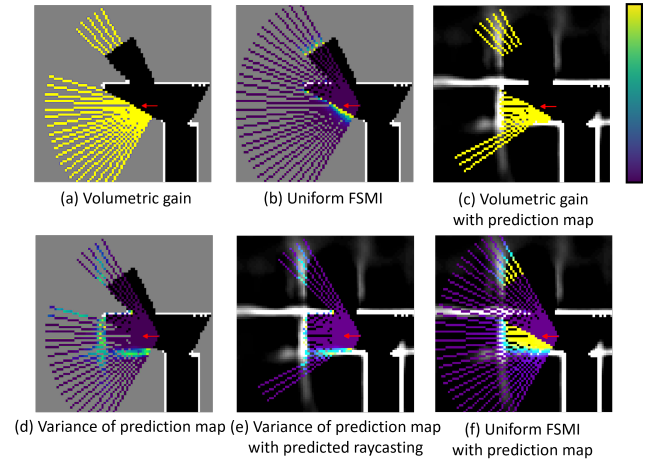 (a) Volumetric gain
(b) Uniform FSMI
(c) Volumetric gain
with prediction map
(d) Variance of prediction map
(e) Variance of prediction map
with predicted raycasting
(f) Uniform FSMI
with prediction map